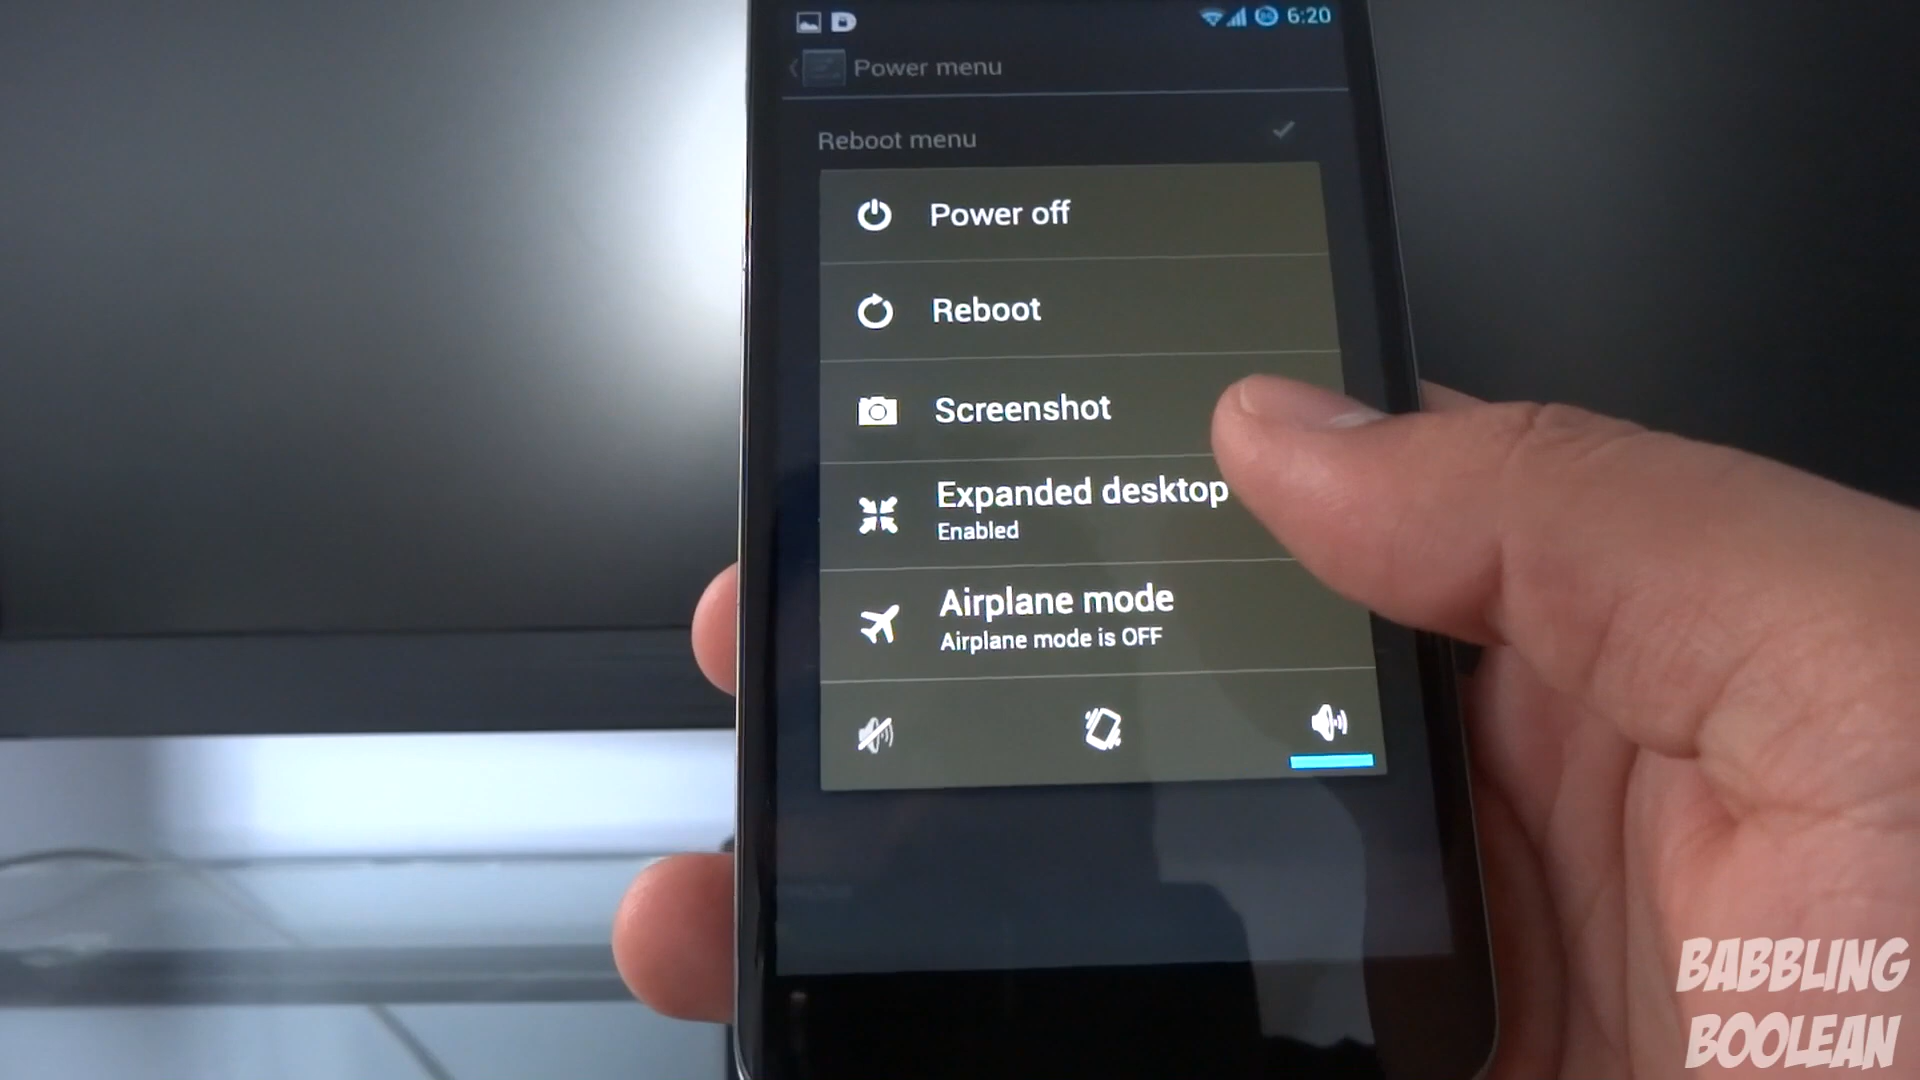 6:20
Power menu
Reboot menu
Power off
Reboot
Screenshot
Expanded desktop
Enabled
Airplane mode
Airplane mode is OFF
BABBLING
BOOLEAN